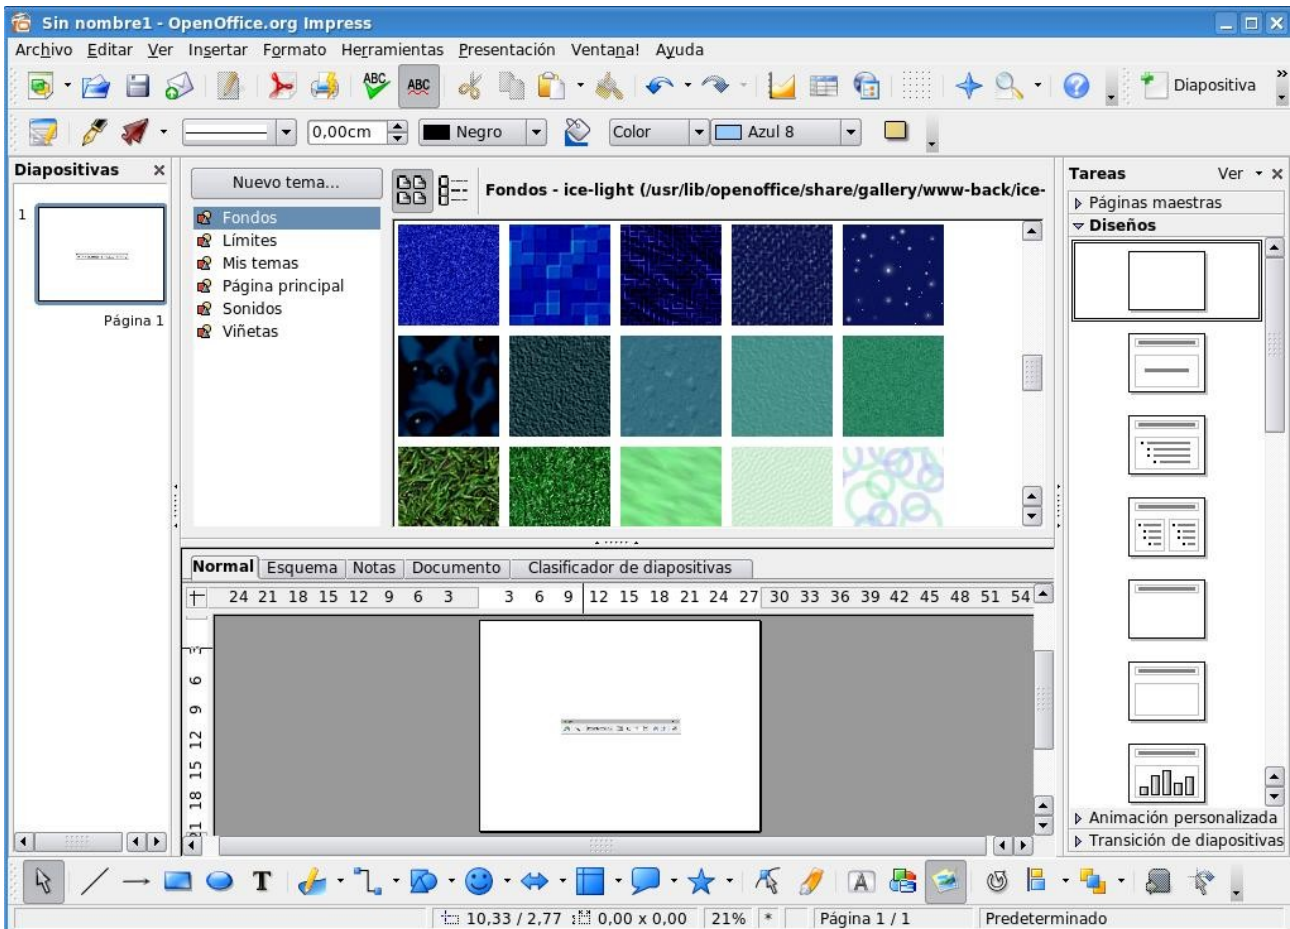 Sin nombre1 - OpenOffice.org Impress
Archivo Editar Ver Insertar Formato Herramientas Presentación Ventana! Ayuda
ABC ABC Diapositiva »
0,00cm Negro Color Azul 8
Diapositivas
1
Página 1
Nuevo tema...
Fondos
Límites
Mis temas
Página principal
Sonidos
Viñetas
Fondos - ice-light (/usr/lib/openoffice/share/gallery/www-back/ice-
Normal Esquema Notas Documento Clasificador de diapositivas
24 21 18 15 12 9 6 3 3 6 9 12 15 18 21 24 27 30 33 36 39 42 45 48 51 54
3
6
9
12
15
18
21
Tareas Ver
Páginas maestras
Diseños
Animación personalizada
Transición de diapositivas
T A
10,33 / 2,77 0,00 x 0,00 21% * Página 1 / 1 Predeterminado